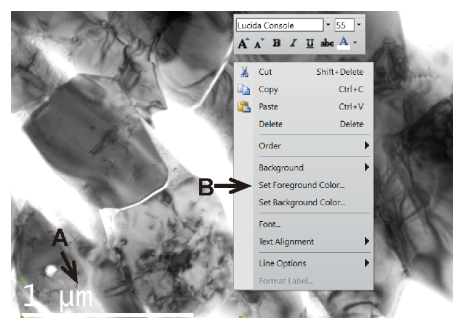 Lucida Console 55
A A B I U abc A
Cut Shift+Delete
Copy Ctrl+C
Paste Ctrl+V
Delete Delete
Order
Background
B
Set Foreground Color...
Set Background Color...
Font...
Text Alignment
A
Line Options
Format Label...
1 μm